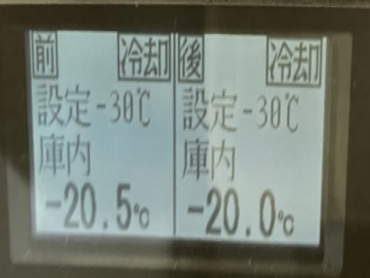 前 冷却
設定-30℃
庫内
-20.5℃
後 冷却
設定-30℃
庫内
-20.0℃